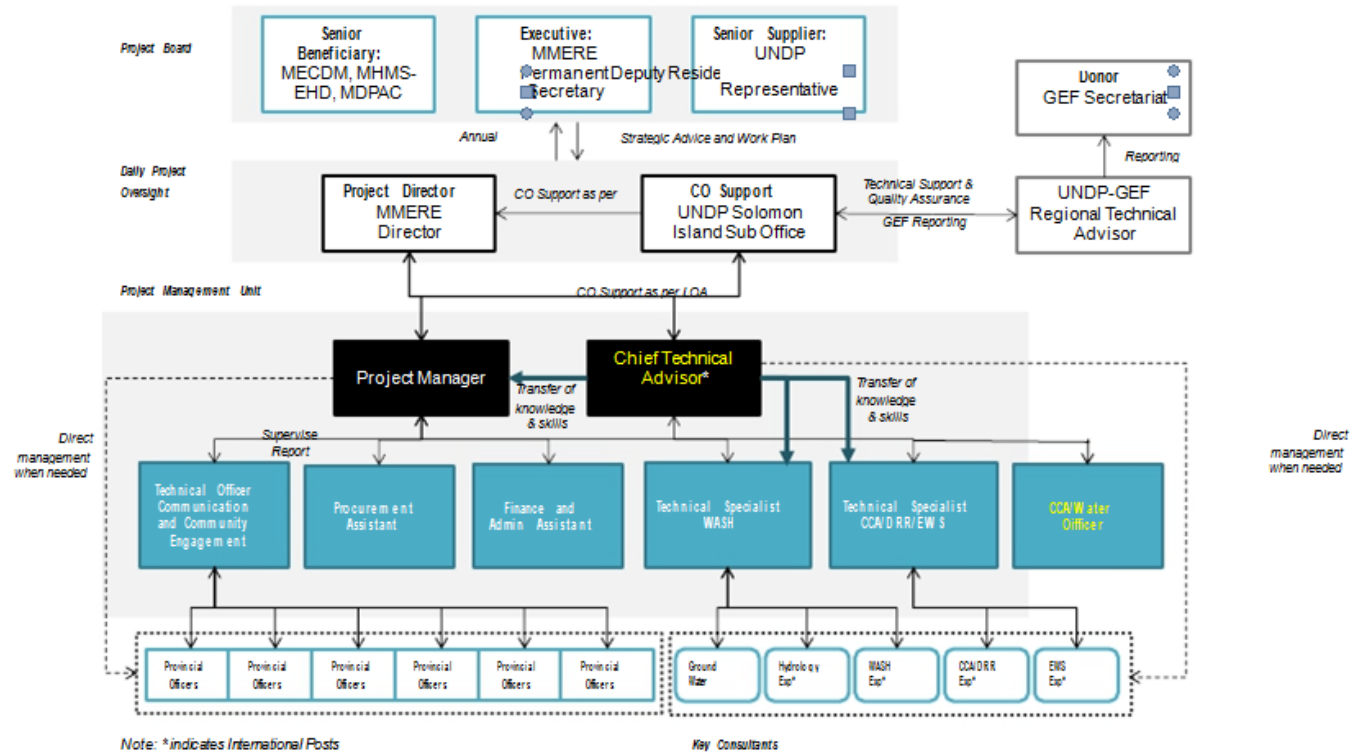 Project Board
Senior
Beneficiary:
MECDM, MHMS-
EHD, MDPAC
Executive:
MMERE
Permanent
Secretary
Senior Supplier:
UNDP
Deputy Reside
Representative
Donor
GEF Secretariat
Annual
Strategic Advice and Work Plan
Reporting
Daily Project
Oversight
Project Director
MMERE
Director
CO Support as per
CO Support
UNDP Solomon
Island Sub Office
Technical Support &
Quality Assurance
GEF Reporting
UNDP-GEF
Regional Technical
Advisor
Project Management Unit
CO Support as per LOA
Project Manager
Chief Technical
Advisor*
Transfer of
knowledge
& skills
Transfer of
knowledge
& skills
Direct
management
when needed
Direct
management
when needed
Supervise
Report
Technical Officer
Communication
and Community
Engagement
Procurement
Assistant
Finance and
Admin Assistant
Technical Specialist
WASH
Technical Specialist
CCA/DRR/EWS
CCA/Water
Oifficer
Provincial
Officers
Provincial
Officers
Provincial
Officers
Provincial
Officers
Provincial
Officers
Provincial
Officers
Ground
Water
Hydrology
Exp*
WASH
Exp*
CCA/DRR
Exp*
EWS
Exp*
Note: *indicates International Posts
Key Consultants